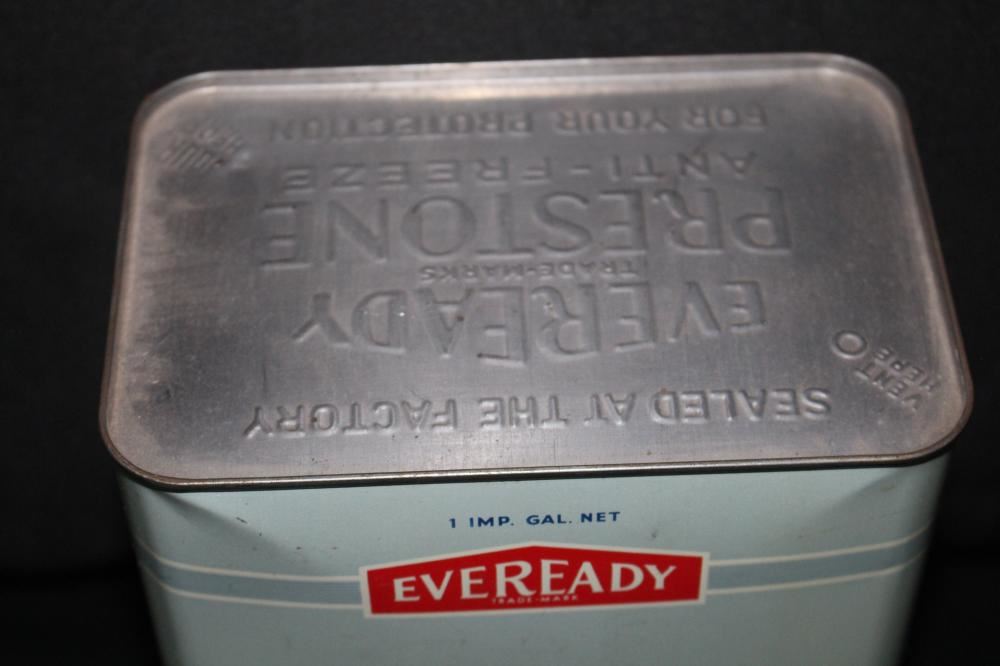 SEALED AT THE FACTORY
VENT
HERE
EVEREADY
TRADE-MARKS
PRESTONE
ANTI-FREEZE
FOR YOUR PROTECTION
1 IMP. GAL. NET
EVEREADY
TRADE-MARK